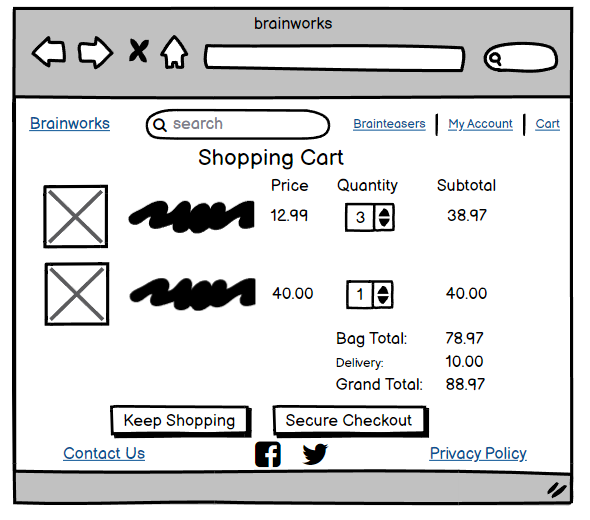 brainworks
Brainworks search Brainteasers My Account Cart
Shopping Cart
Price Quantity Subtotal
12.99 3 38.97
40.00 1 40.00
Bag Total: 78.97
Delivery: 10.00
Grand Total: 88.97
Keep Shopping Secure Checkout
Contact Us Privacy Policy